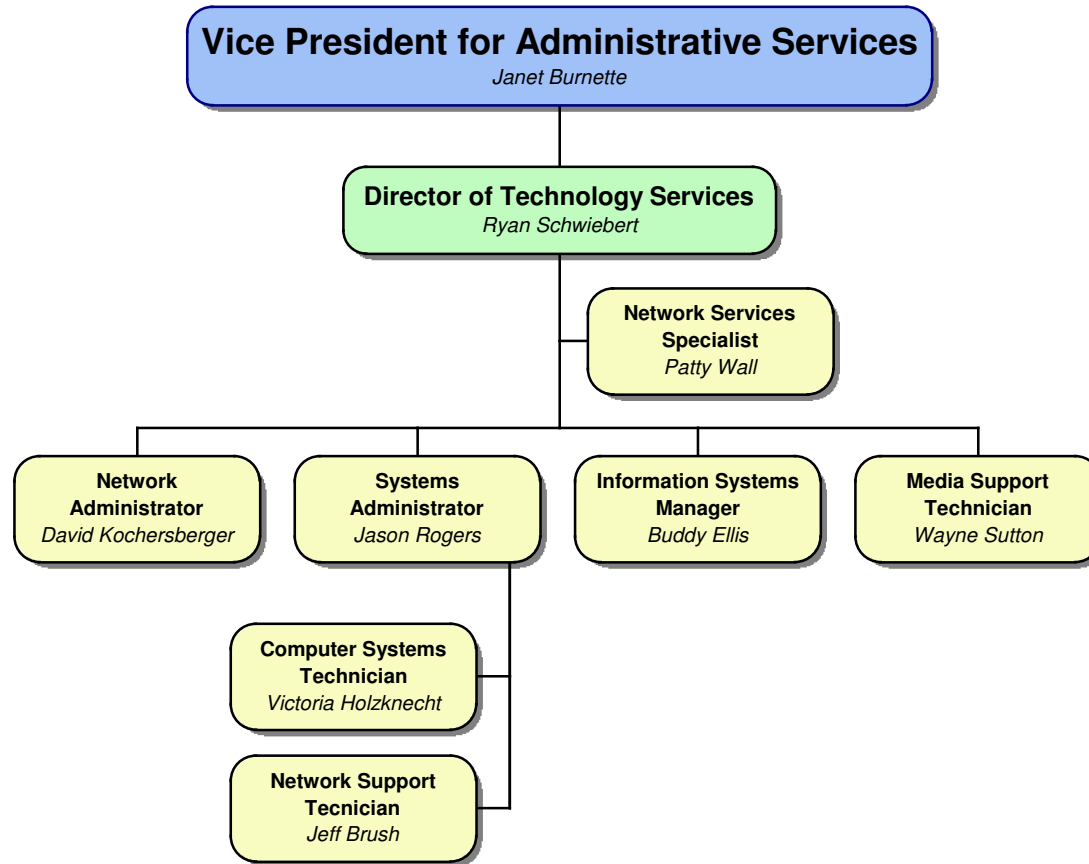 Vice President for Administrative Services
Janet Burnette
Director of Technology Services
Ryan Schwiebert
Network Services
Specialist
Patty Wall
Network
Administrator
David Kochersberger
Systems
Administrator
Jason Rogers
Information Systems
Manager
Buddy Ellis
Media Support
Technician
Wayne Sutton
Computer Systems
Technician
Victoria Holzknecht
Network Support
Tecnician
Jeff Brush